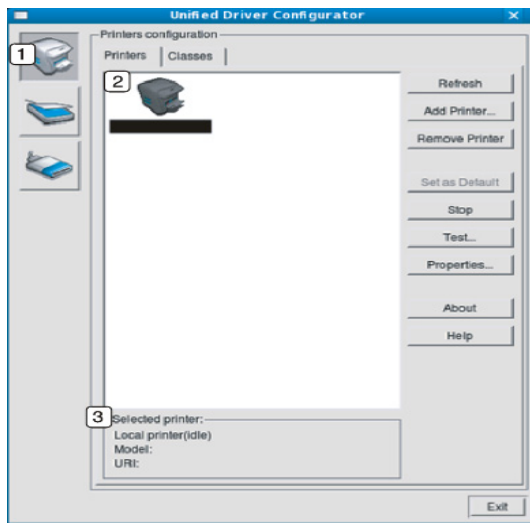 Unified Driver Configurator
Printers configuration
1
Printers Classes
2
Refresh
Add Printer...
Remove Printer
Set as Default
Stop
Test...
Properties...
About
Help
3
Selected printer:
Local printer(idle)
Model:
URI:
Exit